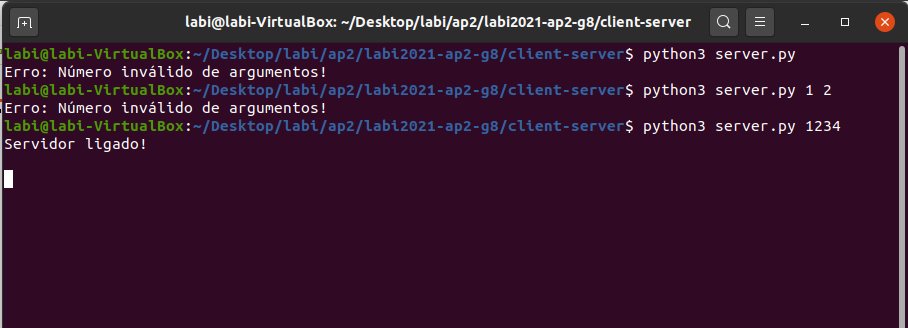 labi@labi-VirtualBox: ~/Desktop/labi/ap2/labi2021-ap2-g8/client-server
labi@labi-VirtualBox:~/Desktop/labi/ap2/labi2021-ap2-g8/client-server$ python3 server.py
Erro: Número inválido de argumentos!
labi@labi-VirtualBox:~/Desktop/labi/ap2/labi2021-ap2-g8/client-server$ python3 server.py 1 2
Erro: Número inválido de argumentos!
labi@labi-VirtualBox:~/Desktop/labi/ap2/labi2021-ap2-g8/client-server$ python3 server.py 1234
Servidor ligado!